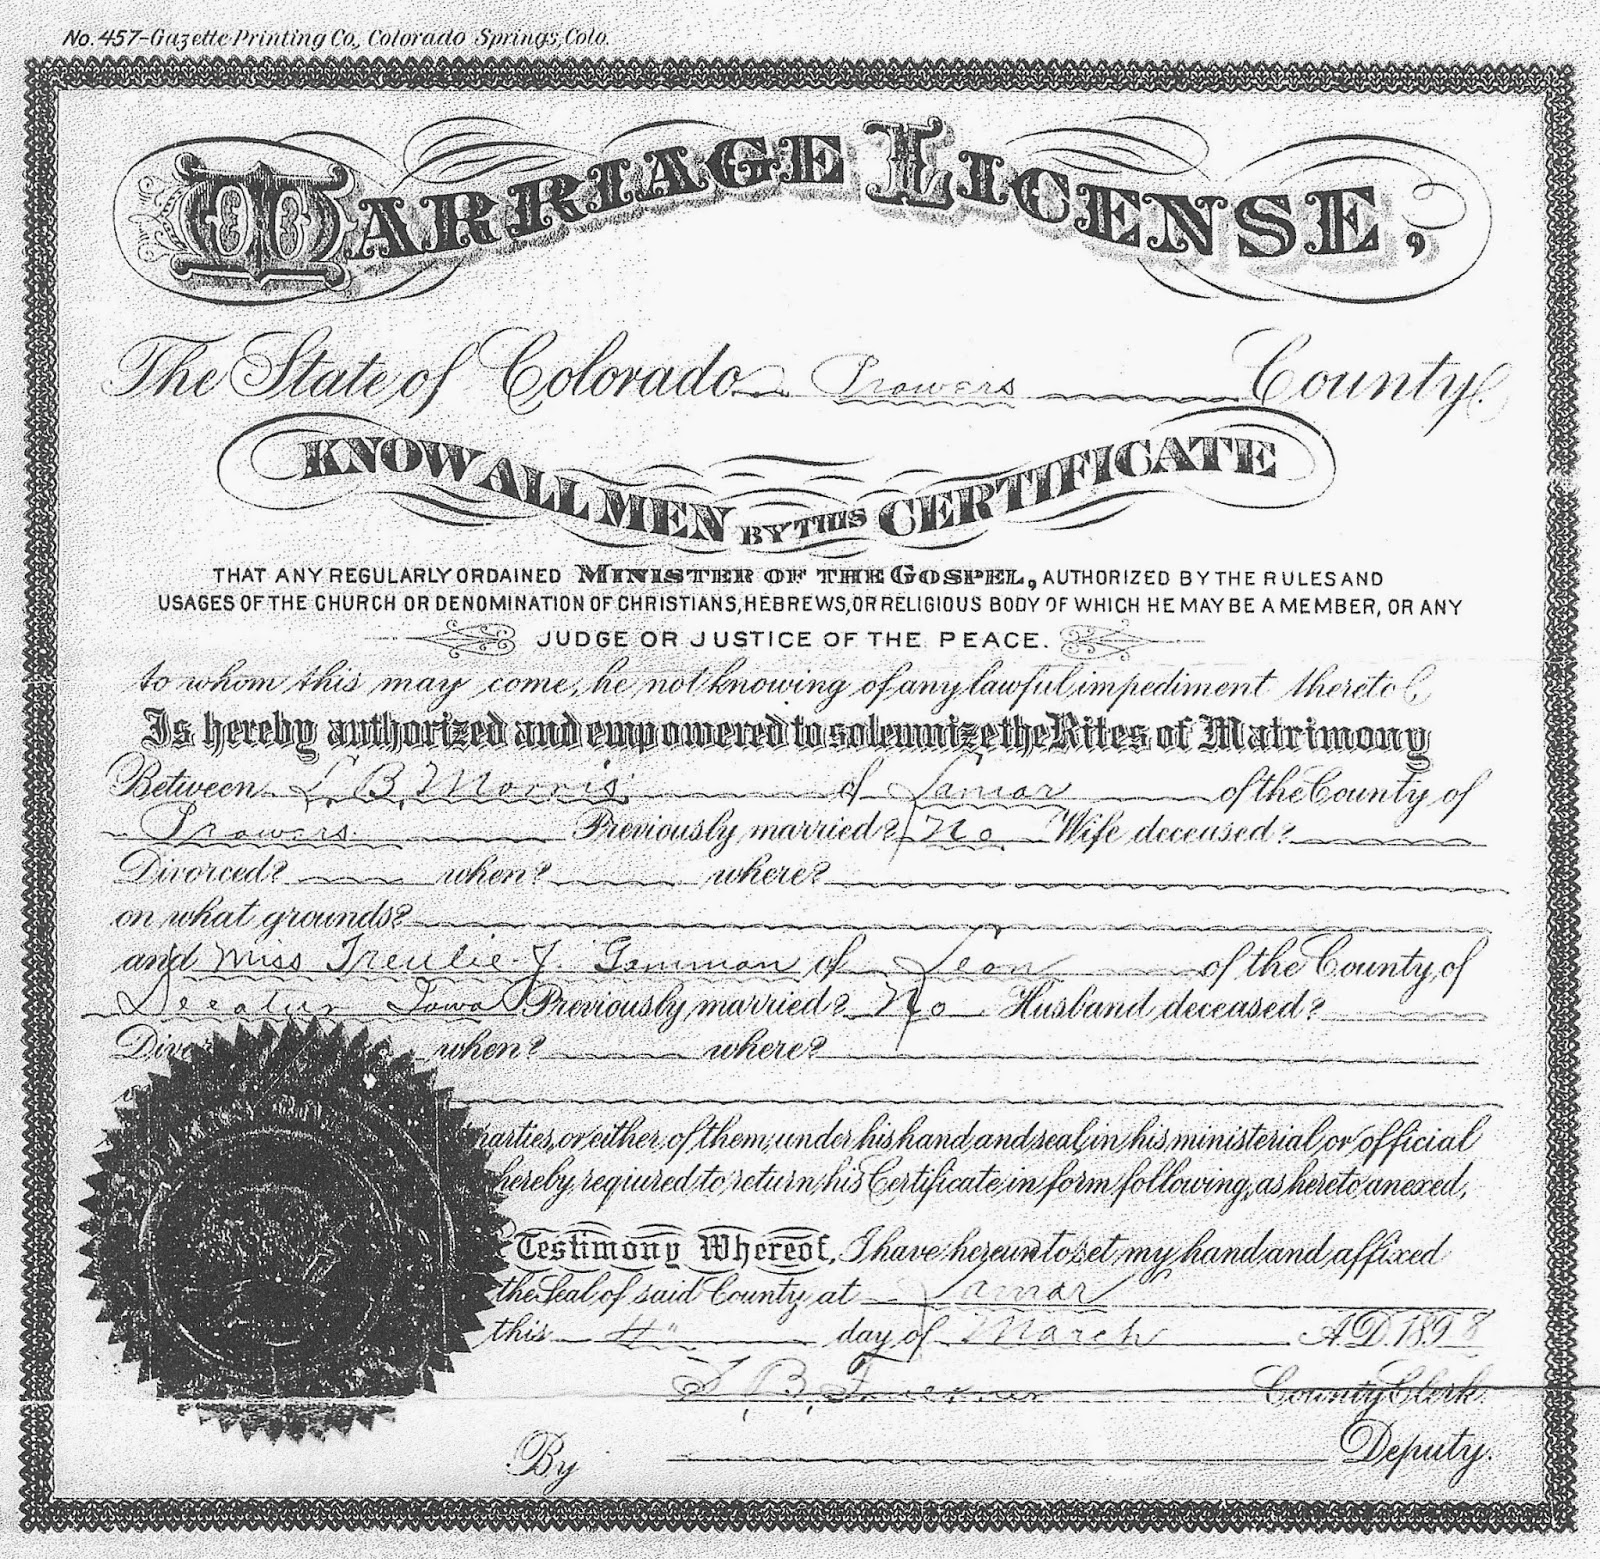 No. 457-Gazette Printing Co., Colorado Springs, Colo.
MARRIAGE LICENSE,
The State of Colorado Prowers County.
KNOW ALL MEN BY THIS CERTIFICATE
THAT ANY REGULARLY ORDAINED MINISTER OF THE GOSPEL, AUTHORIZED BY THE RULES AND
USAGES OF THE CHURCH OR DENOMINATION OF CHRISTIANS, HEBREWS, OR RELIGIOUS BODY OF WHICH HE MAY BE A MEMBER, OR ANY
JUDGE OR JUSTICE OF THE PEACE.
to whom this may come, he not knowing of any lawful impediment thereto
Is hereby authorized and empowered to solemnize the Rites of Matrimony
Between L. B. Morris of Lamar of the County of
Prowers Previously married? No Wife deceased?
Divorced? when? where?
on what grounds?
and Miss J. Gammon of Leon of the County of
Decatur Iowa Previously married? No Husband deceased?
when? where?
parties, or either of them, under his hand and seal, in his ministerial or official
hereby required to return his Certificate in form following, as hereto anexed,
Testimony Whereof, I have hereunto set my hand and affixed
the Seal of said County at Lamar
this 4" day of March A.D. 1898
County Clerk.
By Deputy.